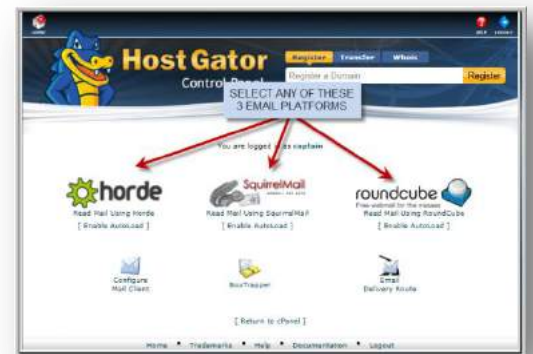 Host Gator
Control Panel
Register Transfer Whois
Register a Domain Register
SELECT ANY OF THESE
3 EMAIL PLATFORMS
You are logged in as captain
horde
SquirrelMail
roundcube
Free webmail for the masses
Read Mail Using Horde
Read Mail Using SquirrelMail
Read Mail Using RoundCube
[ Enable AutoLoad ]
[ Enable AutoLoad ]
[ Enable AutoLoad ]
Configure
Mail Client
BoxTrapper
Email
Delivery Route
[ Return to cPanel ]
Home • Trademarks • Help • Documentation • Logout